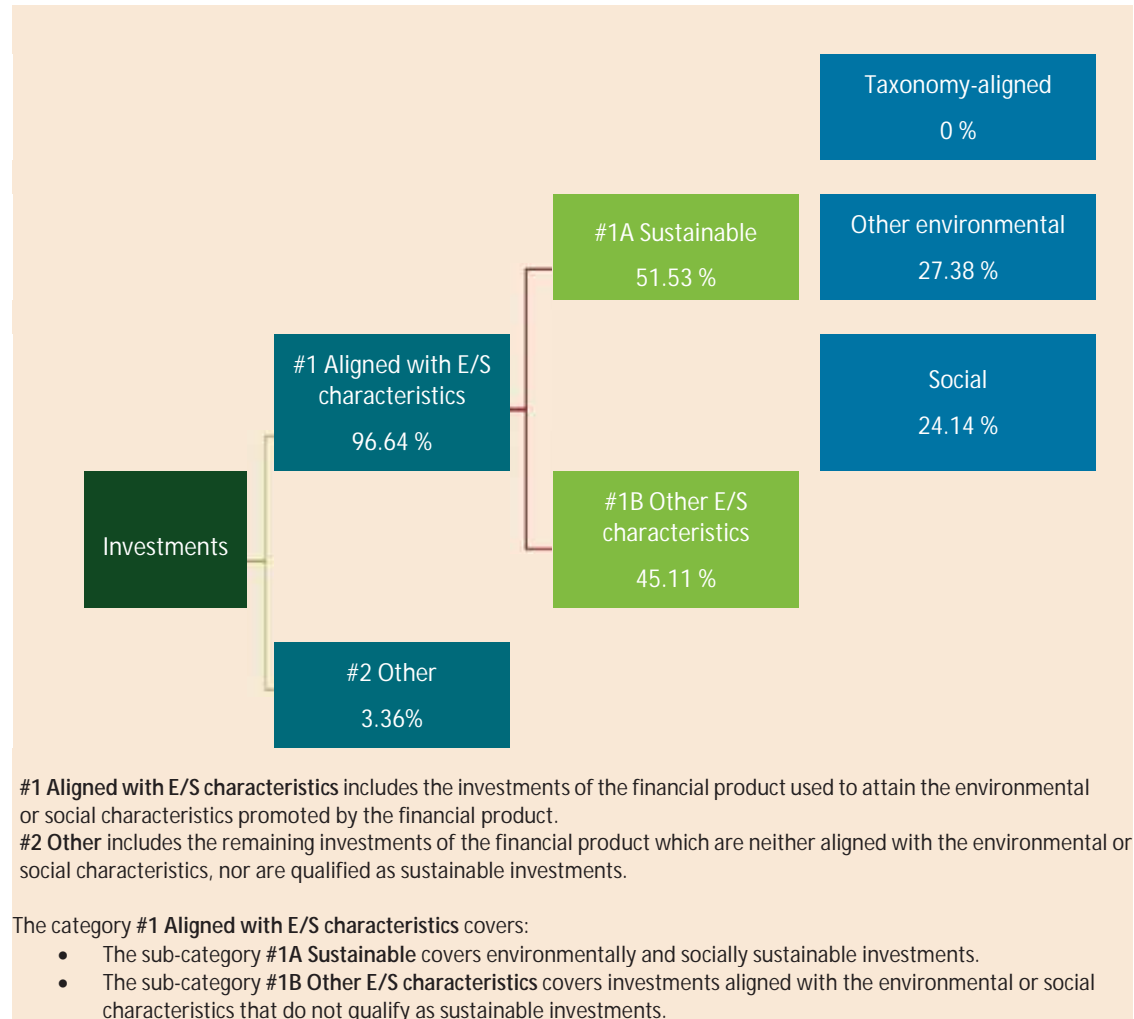 Taxonomy-aligned
0 %
#1A Sustainable
51.53 %
Other environmental
27.38 %
#1 Aligned with E/S
characteristics
96.64 %
Social
24.14 %
Investments
#1B Other E/S
characteristics
45.11 %
#2 Other
3.36%
#1 Aligned with E/S characteristics includes the investments of the financial product used to attain the environmental
or social characteristics promoted by the financial product.
#2 Other includes the remaining investments of the financial product which are neither aligned with the environmental or
social characteristics, nor are qualified as sustainable investments.
The category #1 Aligned with E/S characteristics covers:
• The sub-category #1A Sustainable covers environmentally and socially sustainable investments.
• The sub-category #1B Other E/S characteristics covers investments aligned with the environmental or social
characteristics that do not qualify as sustainable investments.